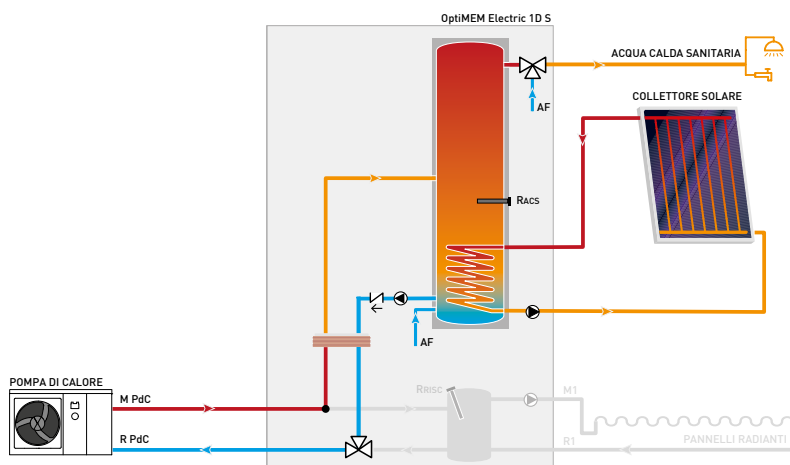 OptiMEM Electric 1D S
ACQUA CALDA SANITARIA
AF
COLLETTORE SOLARE
RACS
AF
POMPA DI CALORE
M PdC
RRISC
M1
R PdC
R1
PANNELLI RADIANTI